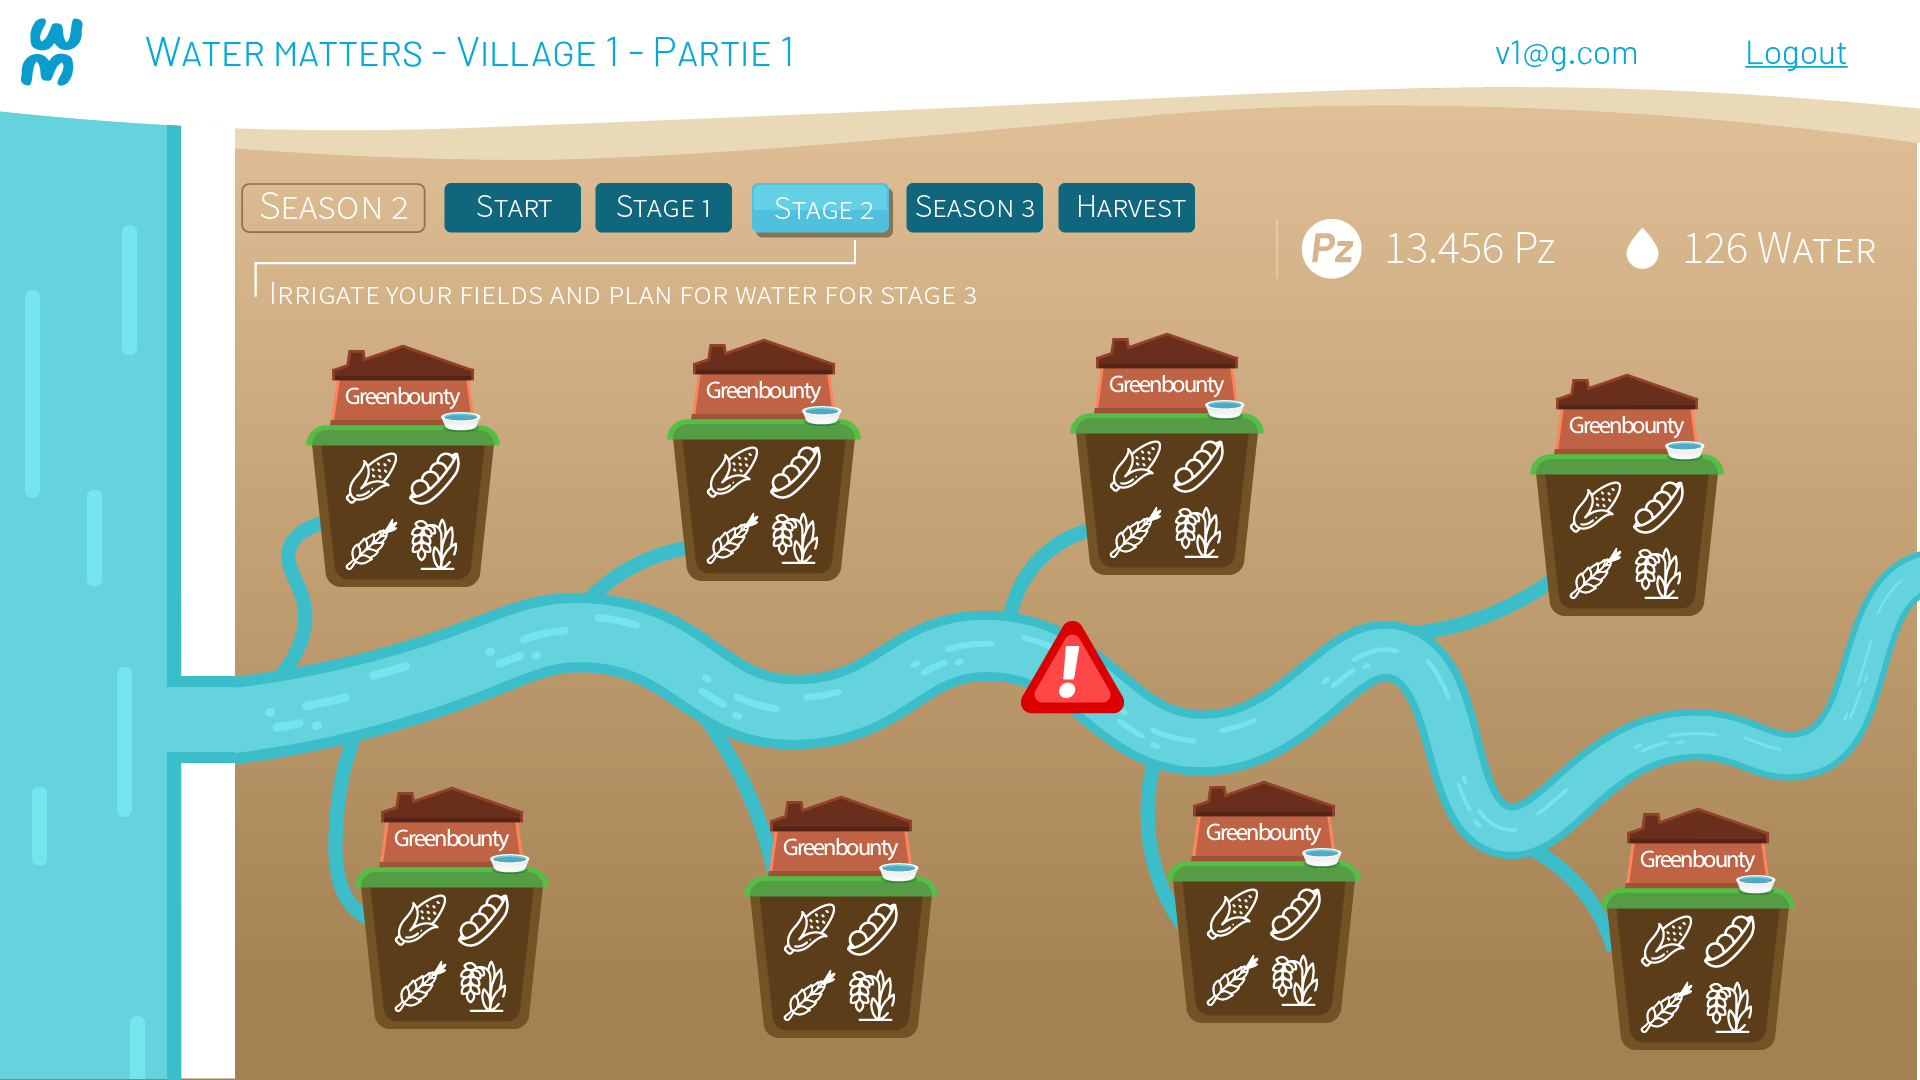 WM
WATER MATTERS - VILLAGE 1 - PARTIE 1
v1@g.com
Logout
SEASON 2
START
STAGE 1
STAGE 2
SEASON 3
HARVEST
Pz
13.456 PZ
126 WATER
IRRIGATE YOUR FIELDS AND PLAN FOR WATER FOR STAGE 3
Greenbounty
Greenbounty
Greenbounty
Greenbounty
!
Greenbounty
Greenbounty
Greenbounty
Greenbounty